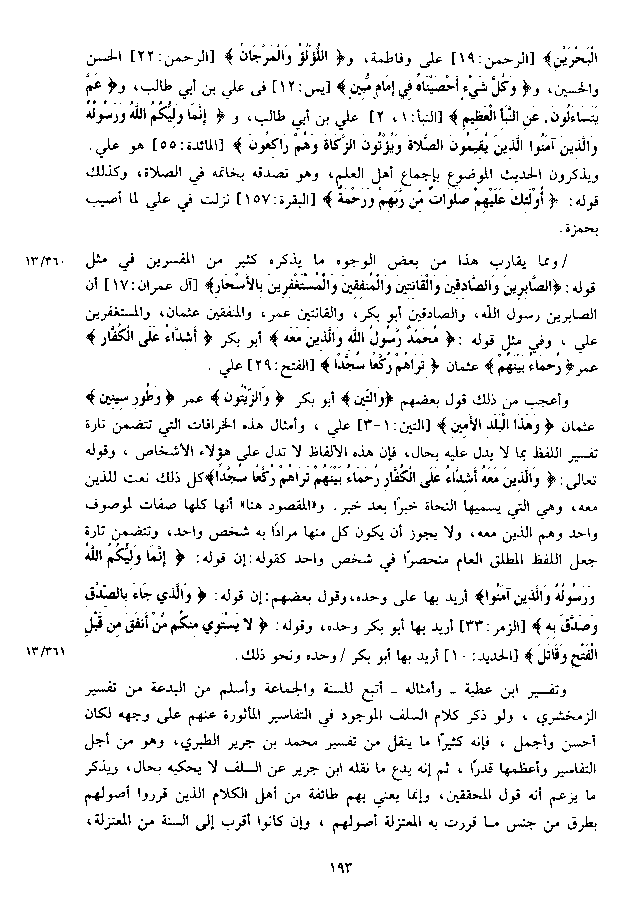 الْبَحْرَيْنِ﴾ [الرحمن:١٩] على وفاطمة، و﴿ اللُّؤْلُؤُ وَالْمَرْجَانُ ﴾ [الرحمن:٢٢] الحسن
والحسين، و﴿ وَكُلَّ شَيْءٍ أَحْصَيْنَاهُ فِي إِمَامٍ مُّبِينٍ ﴾ [يس:١٢] فى علي بن أبي طالب، و﴿ عَمَّ
يَتَسَاءَلُونَ. عَنِ النَّبَأِ الْعَظِيمِ ﴾ [النبأ:١، ٢] علي بن أبي طالب، و ﴿ إِنَّمَا وَلِيُّكُمُ اللَّهُ وَرَسُولُهُ
وَالَّذِينَ آمَنُوا الَّذِينَ يُقِيمُونَ الصَّلاةَ وَيُؤْتُونَ الزَّكَاةَ وَهُمْ رَاكِعُونَ ﴾ [المائدة:٥٥] هو علي.
ويذكرون الحديث الموضوع بإجماع أهل العلم، وهو تصدقه بخاتمه في الصلاة، وكذلك
قوله: ﴿ أُوْلَئِكَ عَلَيْهِمْ صَلَوَاتٌ مِّن رَّبِّهِمْ وَرَحْمَةٌ ﴾ [البقرة:١٥٧] نزلت في علي لما أصيب
بحمزة.
١٣/٣٦٠ /ومما يقارب هذا من بعض الوجوه ما يذكره كثير من المفسرين في مثل
قوله: ﴿الصَّابِرِينَ وَالصَّادِقِينَ وَالْقَانِتِينَ وَالْمُنفِقِينَ وَالْمُسْتَغْفِرِينَ بِالأَسْحَارِ﴾ [آل عمران:١٧] أن
الصابرين رسول الله، والصادقين أبو بكر، والقانتين عمر، والمنفقين عثمان، والمستغفرين
علي ، وفي مثل قوله :﴿ مُحَمَّدٌ رَّسُولُ اللَّهِ وَالَّذِينَ مَعَهُ ﴾ أبو بكر ﴿ أَشِدَّاءُ عَلَى الْكُفَّارِ ﴾
عمر﴿ رُحَمَاءُ بَيْنَهُمْ ﴾ عثمان ﴿ تَرَاهُمْ رُكَّعًا سُجَّدًا ﴾ [الفتح:٢٩] علي .
وأعجب من ذلك قول بعضهم ﴿وَالتِّينِ﴾ أبو بكر ﴿ وَالزَّيْتُونِ ﴾ عمر ﴿ وَطُورِ سِينِينَ ﴾
عثمان ﴿ وَهَذَا الْبَلَدِ الأَمِينِ ﴾ [التين:١-٣] علي ، وأمثال هذه الخرافات التي تتضمن تارة
تفسير اللفظ بما لا يدل عليه بحال، فإن هذه الألفاظ لا تدل على هؤلاء الأشخاص ، وقوله
تعالى:﴿ وَالَّذِينَ مَعَهُ أَشِدَّاءُ عَلَى الْكُفَّارِ رُحَمَاءُ بَيْنَهُمْ تَرَاهُمْ رُكَّعًا سُجَّدًا﴾كل ذلك نعت للذين
معه، وهي التي يسميها النحاة خبرًا بعد خبر. و«المقصود هنا» أنها كلها صفات لموصوف
واحد وهم الذين معه، ولا يجوز أن يكون كل منها مرادًا به شخص واحد، وتتضمن تارة
جعل اللفظ المطلق العام منحصرًا في شخص واحد كقوله:إن قوله: ﴿ إِنَّمَا وَلِيُّكُمُ اللَّهُ
وَرَسُولُهُ وَالَّذِينَ آمَنُوا﴾ أريد بها على وحده،وقول بعضهم:إن قوله: ﴿ وَالَّذِي جَاءَ بِالصِّدْقِ
وَصَدَّقَ بِهِ ﴾ [الزمر:٣٣] أريد بها أبو بكر وحده، وقوله: ﴿ لا يَسْتَوِي مِنكُم مَّنْ أَنفَقَ مِن قَبْلِ
١٣/٣٦١ الْفَتْحِ وَقَاتَلَ ﴾ [الحديد:١٠] أريد بها أبو بكر /وحده ونحو ذلك.
وتفسير ابن عطية ـ وأمثاله ـ أتبع للسنة والجماعة وأسلم من البدعة من تفسير
الزمخشري ، ولو ذكر كلام السلف الموجود في التفاسير المأثورة عنهم على وجهه لكان
أحسن وأجمل ، فإنه كثيرًا ما ينقل من تفسير محمد بن جرير الطبري، وهو من أجل
التفاسير وأعظمها قدرًا ، ثم إنه يدع ما نقله ابن جرير عن السلف لا يحكيه بحال، ويذكر
ما يزعم أنه قول المحققين، وإنما يعني بهم طائفة من أهل الكلام الذين قرروا أصولهم
بطرق من جنس ما قررت به المعتزلة أصولهم ، وإن كانوا أقرب إلى السنة من المعتزلة،
١٩٣